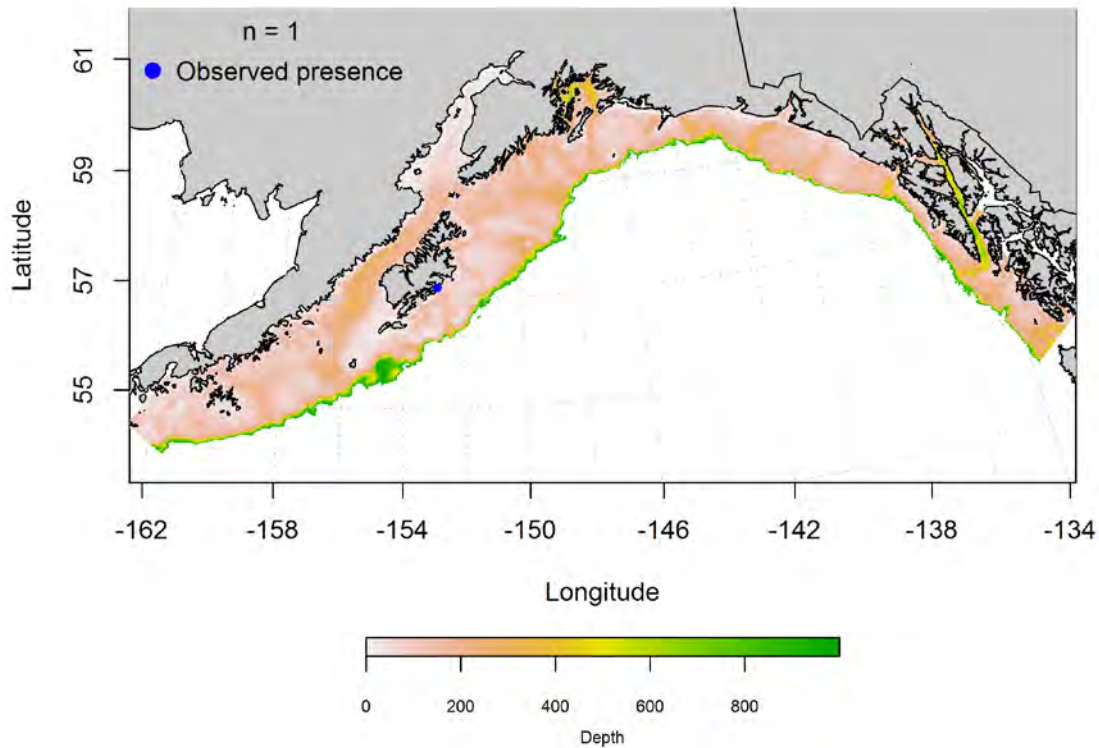 n = 1
Observed presence
61
59
57
55
Latitude
-162 -158 -154 -150 -146 -142 -138 -134
Longitude
0 200 400 600 800
Depth